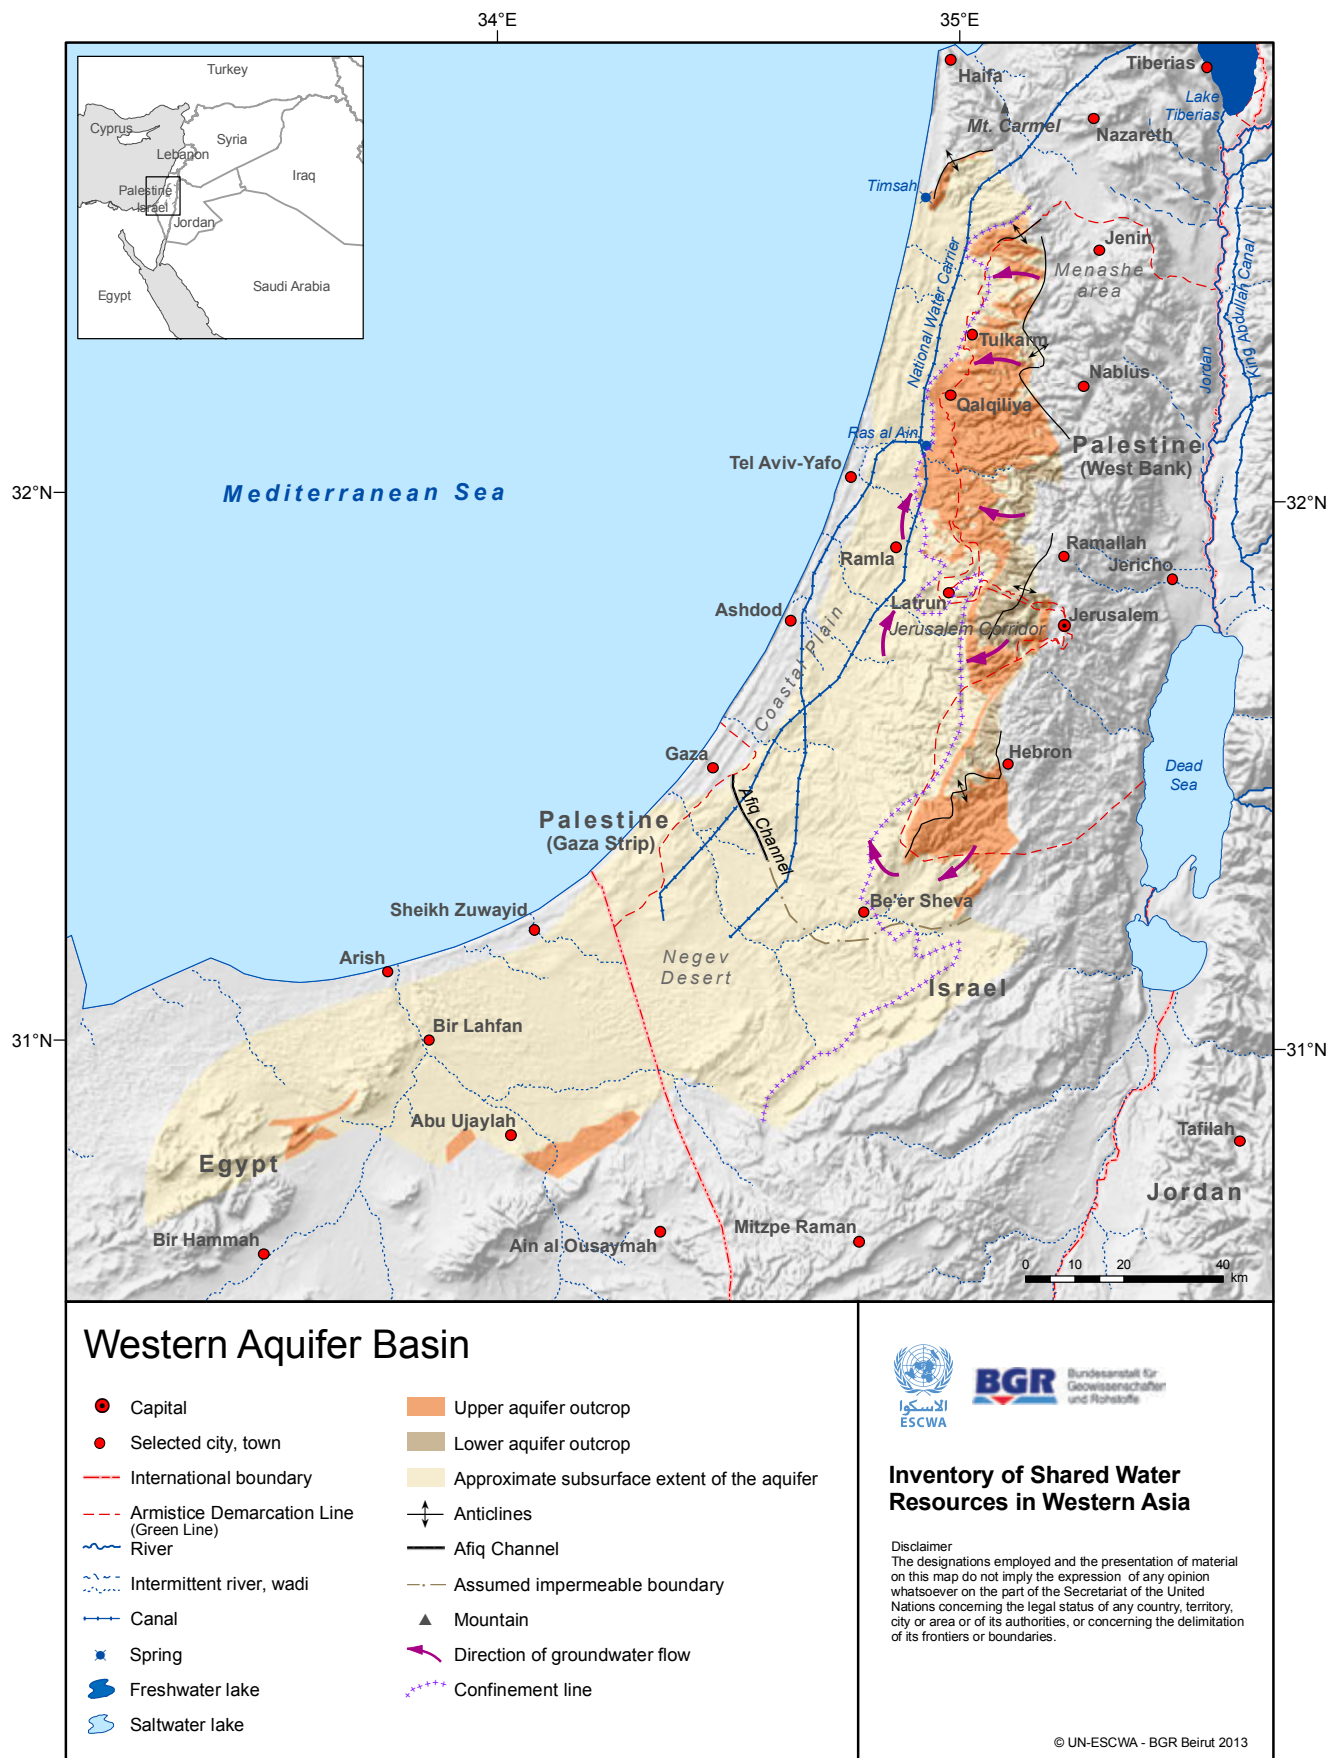 34°E
35°E
Turkey
Cyprus
Syria
Lebanon
Iraq
Palestine
Israel
Jordan
Egypt
Saudi Arabia
Haifa
Tiberias
Lake
Tiberias
Mt. Carmel
Nazareth
Timsah
Jenin
Menashe
area
National Water Carrier
King Abdullah Canal
Jordan
Tulkarm
Nablus
Qalqiliya
Ras al Ain
Palestine
(West Bank)
Tel Aviv-Yafo
Mediterranean Sea
32°N
32°N
Ramla
Ramallah
Jericho
Latrun
Ashdod
Jerusalem
Jerusalem Corridor
Coastal Plain
Gaza
Hebron
Dead
Sea
Afiq Channel
Palestine
(Gaza Strip)
Be'er Sheva
Sheikh Zuwayid
Arish
Negev
Desert
Israel
Bir Lahfan
31°N
31°N
Abu Ujaylah
Tafilah
Egypt
Jordan
Bir Hammah
Ain al Ousaymah
Mitzpe Raman
0 10 20 40
km
Western Aquifer Basin
Capital
Selected city, town
International boundary
Armistice Demarcation Line
(Green Line)
River
Intermittent river, wadi
Canal
Spring
Freshwater lake
Saltwater lake
Upper aquifer outcrop
Lower aquifer outcrop
Approximate subsurface extent of the aquifer
Anticlines
Afiq Channel
Assumed impermeable boundary
Mountain
Direction of groundwater flow
Confinement line
الاسكوا
ESCWA
BGR
Bundesanstalt für
Geowissenschaften
und Rohstoffe
Inventory of Shared Water
Resources in Western Asia
Disclaimer
The designations employed and the presentation of material
on this map do not imply the expression of any opinion
whatsoever on the part of the Secretariat of the United
Nations concerning the legal status of any country, territory,
city or area or of its authorities, or concerning the delimitation
of its frontiers or boundaries.
© UN-ESCWA - BGR Beirut 2013